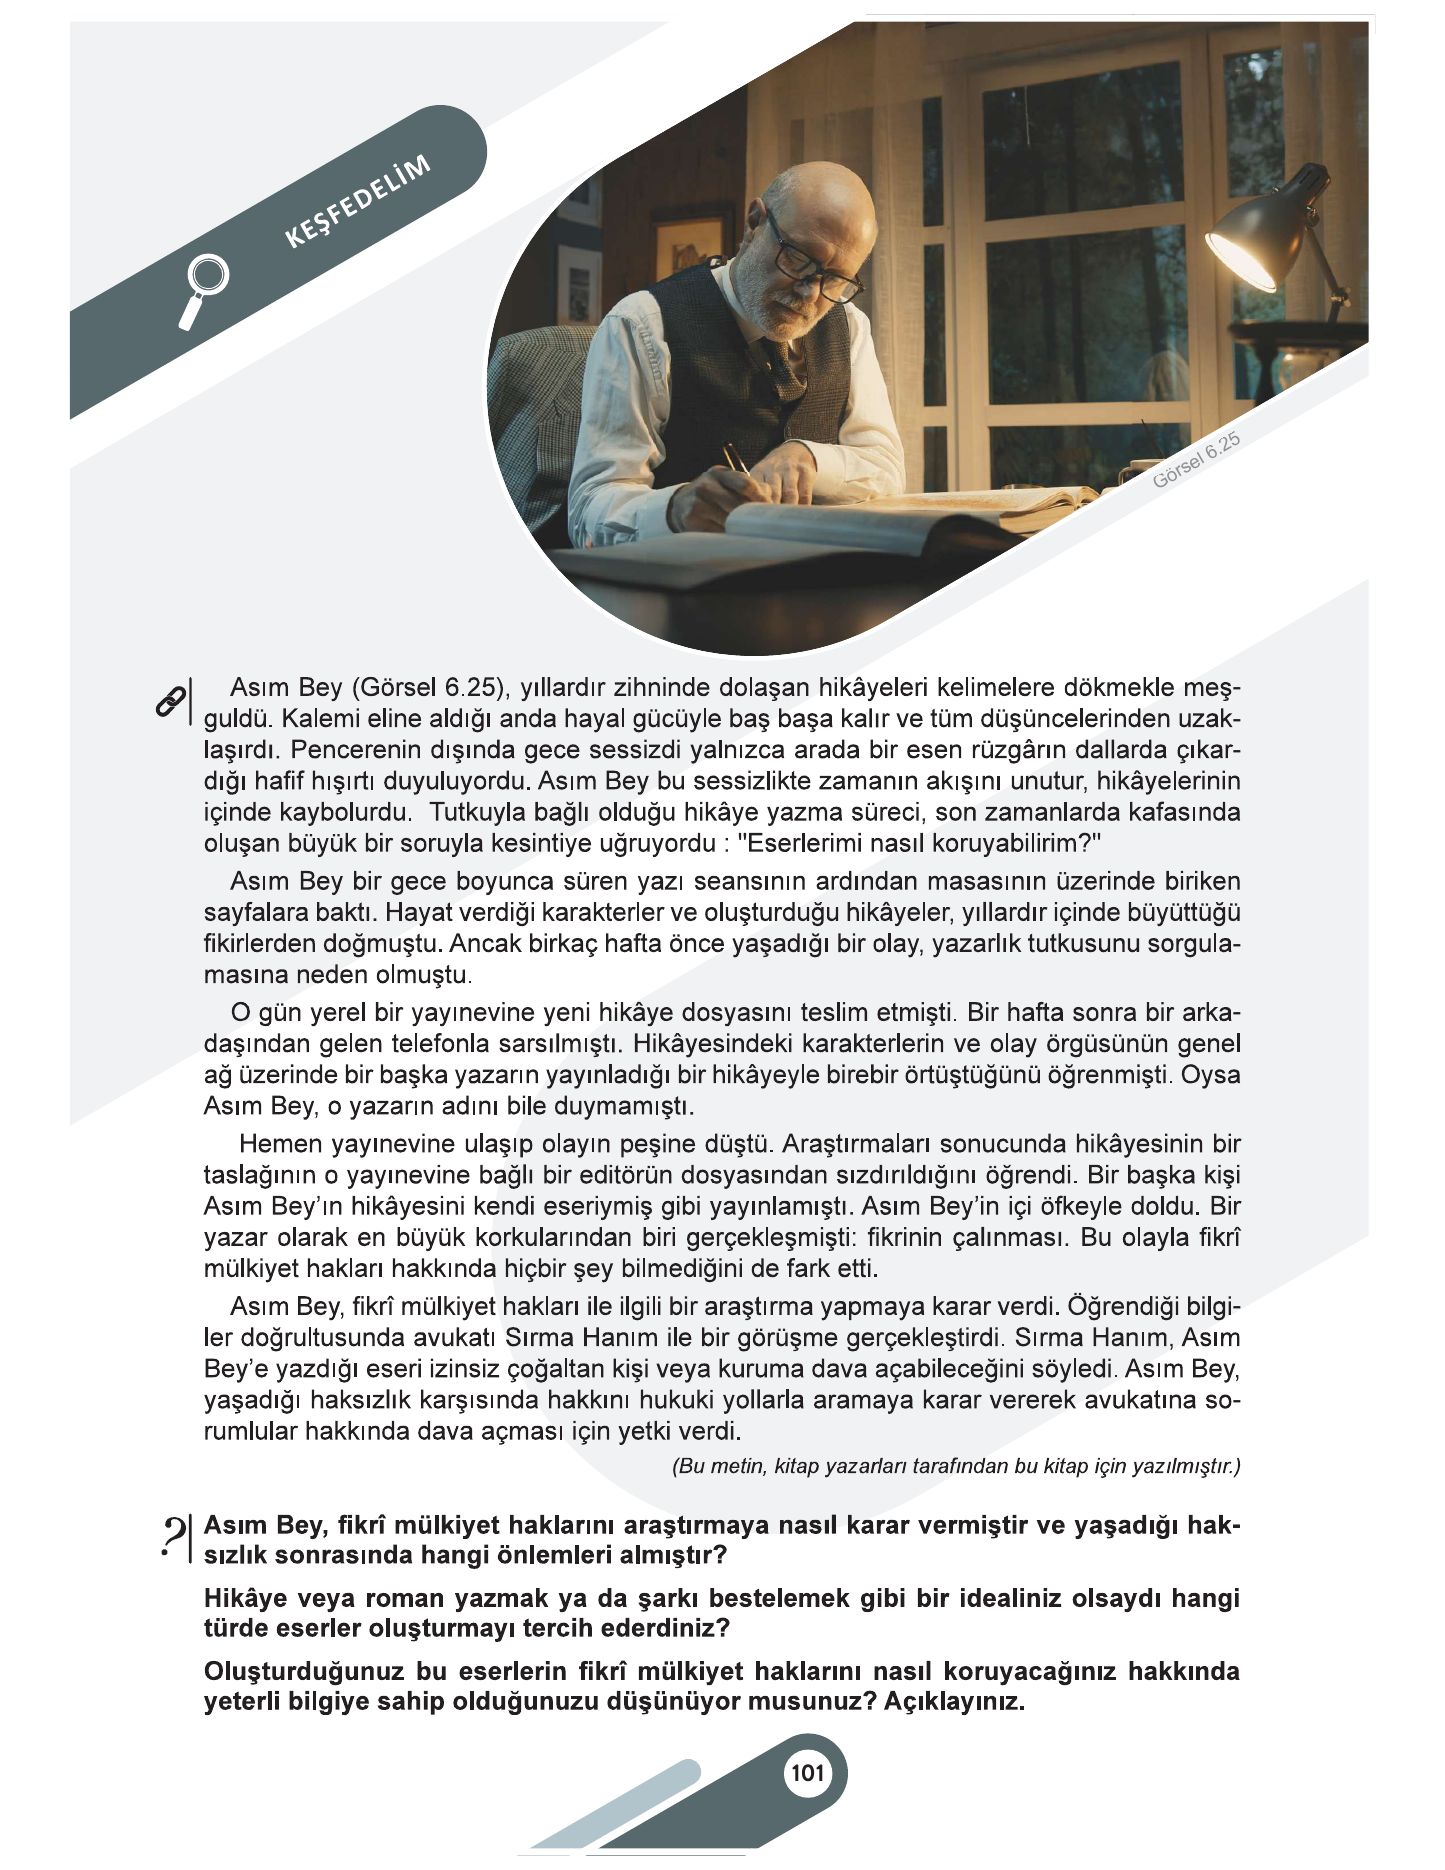 KEŞFEDELİM
Görsel 6.25
Asım Bey (Görsel 6.25), yıllardır zihninde dolaşan hikâyeleri kelimelere dökmekle meş-
guldü. Kalemi eline aldığı anda hayal gücüyle baş başa kalır ve tüm düşüncelerinden uzak-
laşırdı. Pencerenin dışında gece sessizdi yalnızca arada bir esen rüzgârın dallarda çıkar-
dığı hafif hışırtı duyuluyordu. Asım Bey bu sessizlikte zamanın akışını unutur, hikâyelerinin
içinde kaybolurdu. Tutkuyla bağlı olduğu hikâye yazma süreci, son zamanlarda kafasında
oluşan büyük bir soruyla kesintiye uğruyordu : "Eserlerimi nasıl koruyabilirim?"
Asım Bey bir gece boyunca süren yazı seansının ardından masasının üzerinde biriken
sayfalara baktı. Hayat verdiği karakterler ve oluşturduğu hikâyeler, yıllardır içinde büyüttüğü
fikirlerden doğmuştu. Ancak birkaç hafta önce yaşadığı bir olay, yazarlık tutkusunu sorgula-
masına neden olmuştu.
O gün yerel bir yayınevine yeni hikâye dosyasını teslim etmişti. Bir hafta sonra bir arka-
daşından gelen telefonla sarsılmıştı. Hikâyesindeki karakterlerin ve olay örgüsünün genel
ağ üzerinde bir başka yazarın yayınladığı bir hikâyeyle birebir örtüştüğünü öğrenmişti. Oysa
Asım Bey, o yazarın adını bile duymamıştı.
Hemen yayınevine ulaşıp olayın peşine düştü. Araştırmaları sonucunda hikâyesinin bir
taslağının o yayınevine bağlı bir editörün dosyasından sızdırıldığını öğrendi. Bir başka kişi
Asım Bey’ın hikâyesini kendi eseriymiş gibi yayınlamıştı. Asım Bey’in içi öfkeyle doldu. Bir
yazar olarak en büyük korkularından biri gerçekleşmişti: fikrinin çalınması. Bu olayla fikrî
mülkiyet hakları hakkında hiçbir şey bilmediğini de fark etti.
Asım Bey, fikrî mülkiyet hakları ile ilgili bir araştırma yapmaya karar verdi. Öğrendiği bilgi-
ler doğrultusunda avukatı Sırma Hanım ile bir görüşme gerçekleştirdi. Sırma Hanım, Asım
Bey’e yazdığı eseri izinsiz çoğaltan kişi veya kuruma dava açabileceğini söyledi. Asım Bey,
yaşadığı haksızlık karşısında hakkını hukuki yollarla aramaya karar vererek avukatına so-
rumlular hakkında dava açması için yetki verdi.
(Bu metin, kitap yazarları tarafından bu kitap için yazılmıştır.)
? Asım Bey, fikrî mülkiyet haklarını araştırmaya nasıl karar vermiştir ve yaşadığı hak-
sızlık sonrasında hangi önlemleri almıştır?
Hikâye veya roman yazmak ya da şarkı bestelemek gibi bir idealiniz olsaydı hangi
türde eserler oluşturmayı tercih ederdiniz?
Oluşturduğunuz bu eserlerin fikrî mülkiyet haklarını nasıl koruyacağınız hakkında
yeterli bilgiye sahip olduğunuzu düşünüyor musunuz? Açıklayınız.
101